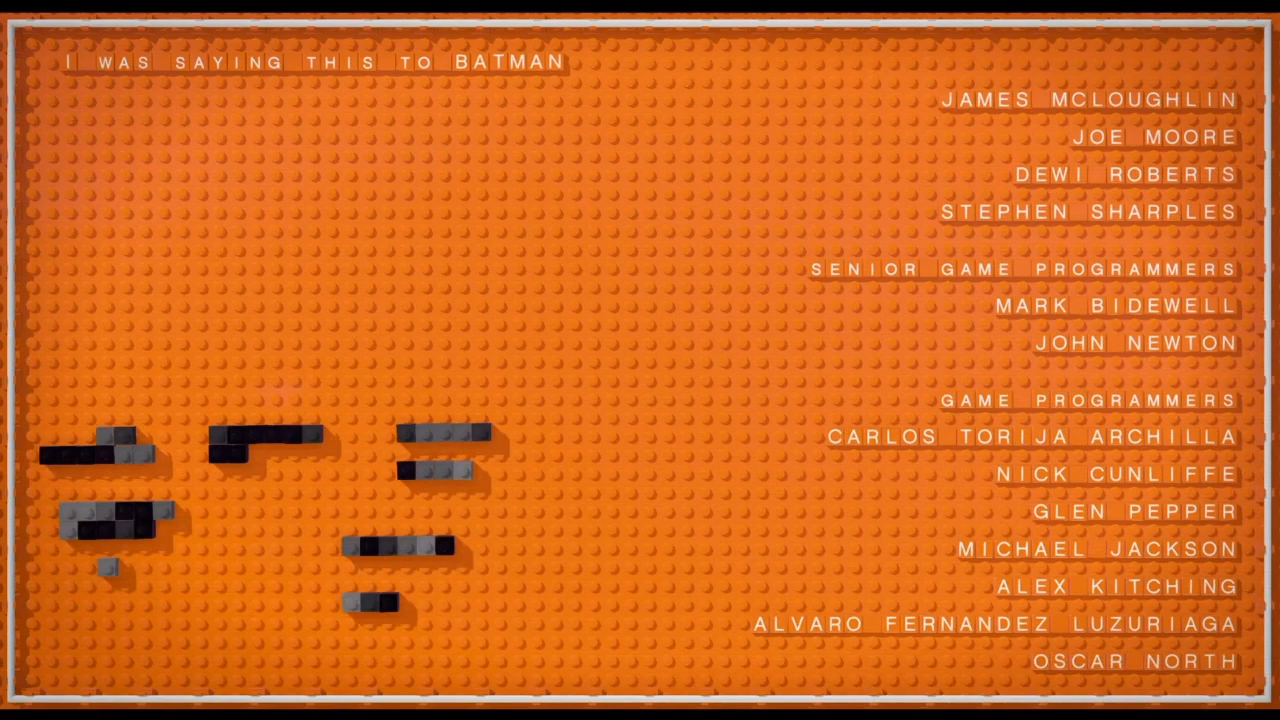 I WAS SAYING THIS TO BATMAN
JAMES MCLOUGHLIN
JOE MOORE
DEWI ROBERTS
STEPHEN SHARPLES
SENIOR GAME PROGRAMMERS
MARK BIDEWELL
JOHN NEWTON
GAME PROGRAMMERS
CARLOS TORIJA ARCHILLA
NICK CUNLIFFE
GLEN PEPPER
MICHAEL JACKSON
ALEX KITCHING
ALVARO FERNANDEZ LUZURIAGA
OSCAR NORTH